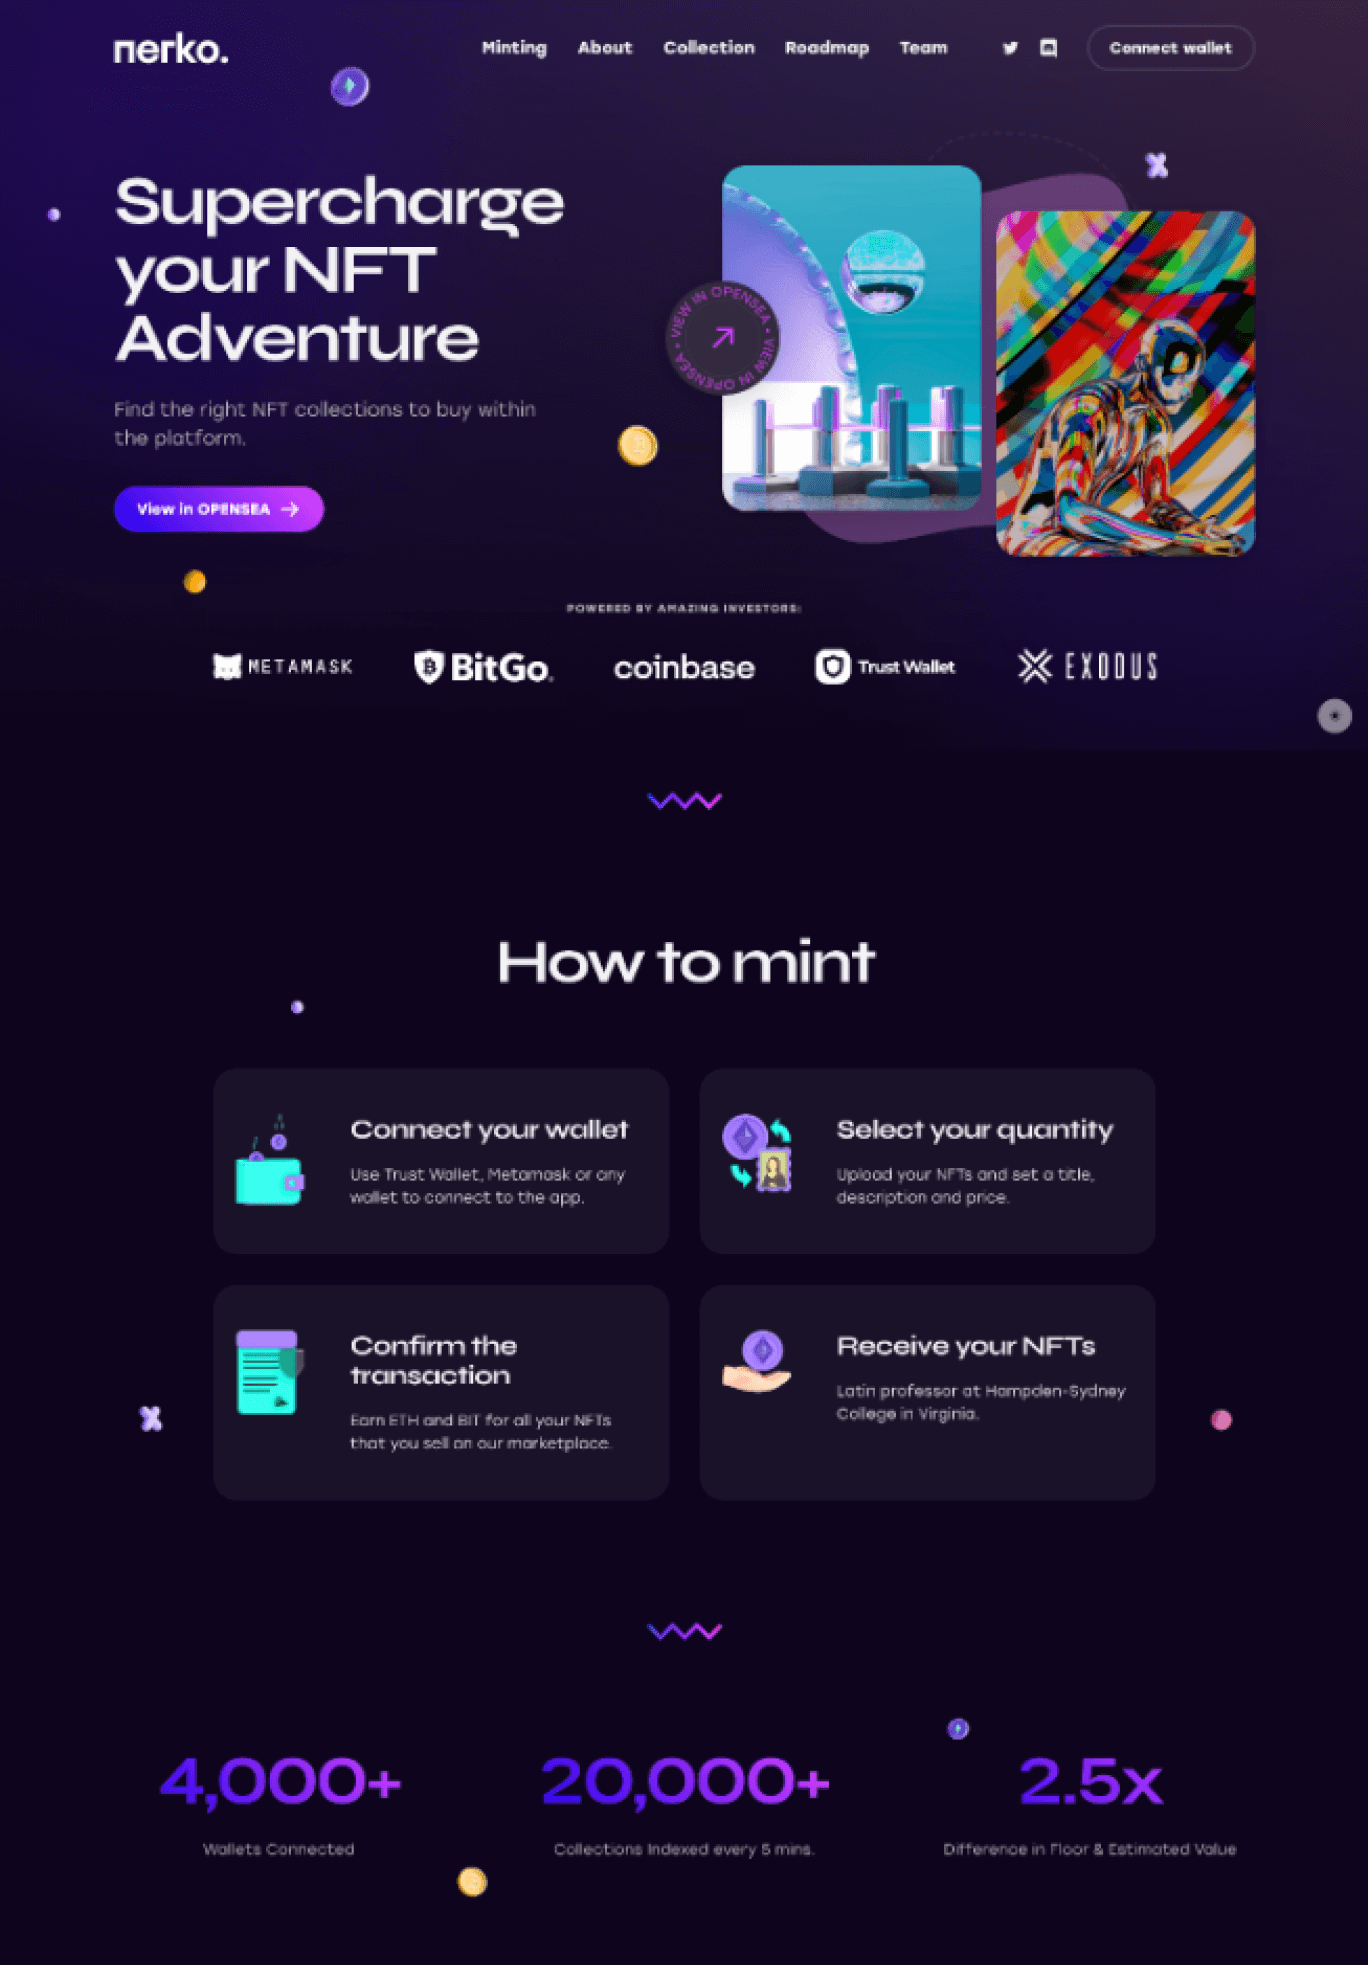 nerko.
Minting About Collection Roadmap Team Connect wallet
Supercharge
your NFT
Adventure
Find the right NFT collections to buy within
the platform.
View in OPENSEA
VIEW IN OPENSEA • VIEW IN OPENSEA •
POWERED BY AMAZING INVESTORS:
METAMASK BitGo. coinbase Trust Wallet EXODUS
How to mint
Connect your wallet
Use Trust Wallet, Metamask or any
wallet to connect to the app.
Select your quantity
Upload your NFTs and set a title,
description and price.
Confirm the
transaction
Earn ETH and BIT for all your NFTs
that you sell on our marketplace.
Receive your NFTs
Latin professor at Hampden-Sydney
College in Virginia.
4,000+
Wallets Connected
20,000+
Collections Indexed every 5 mins.
2.5x
Difference in Floor & Estimated Value